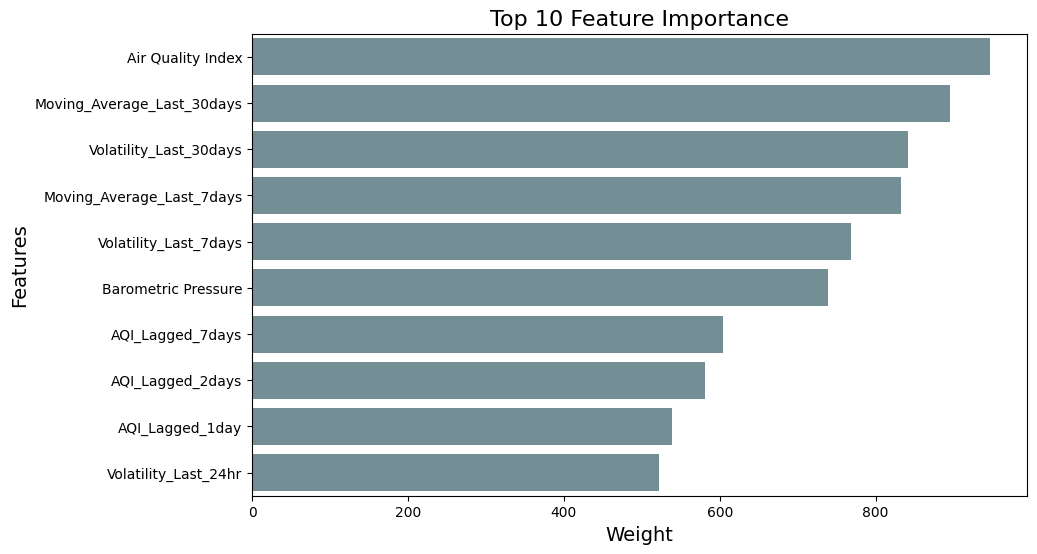 Top 10 Feature Importance
Air Quality Index
Moving_Average_Last_30days
Volatility_Last_30days
Moving_Average_Last_7days
Volatility_Last_7days
Barometric Pressure
AQI_Lagged_7days
AQI_Lagged_2days
AQI_Lagged_1day
Volatility_Last_24hr
Features
0 200 400 600 800
Weight